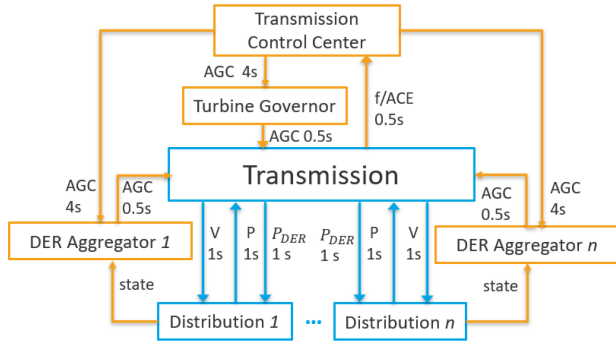 Transmission
Control Center
AGC 4s
f/ACE
0.5s
Turbine Governor
AGC 0.5s
Transmission
AGC
4s
AGC
0.5s
AGC
0.5s
AGC
4s
DER Aggregator 1
V
1s
P
1s
P_DER
1 s
P_DER
1 s
P
1s
V
1s
DER Aggregator n
state
state
Distribution 1
...
Distribution n